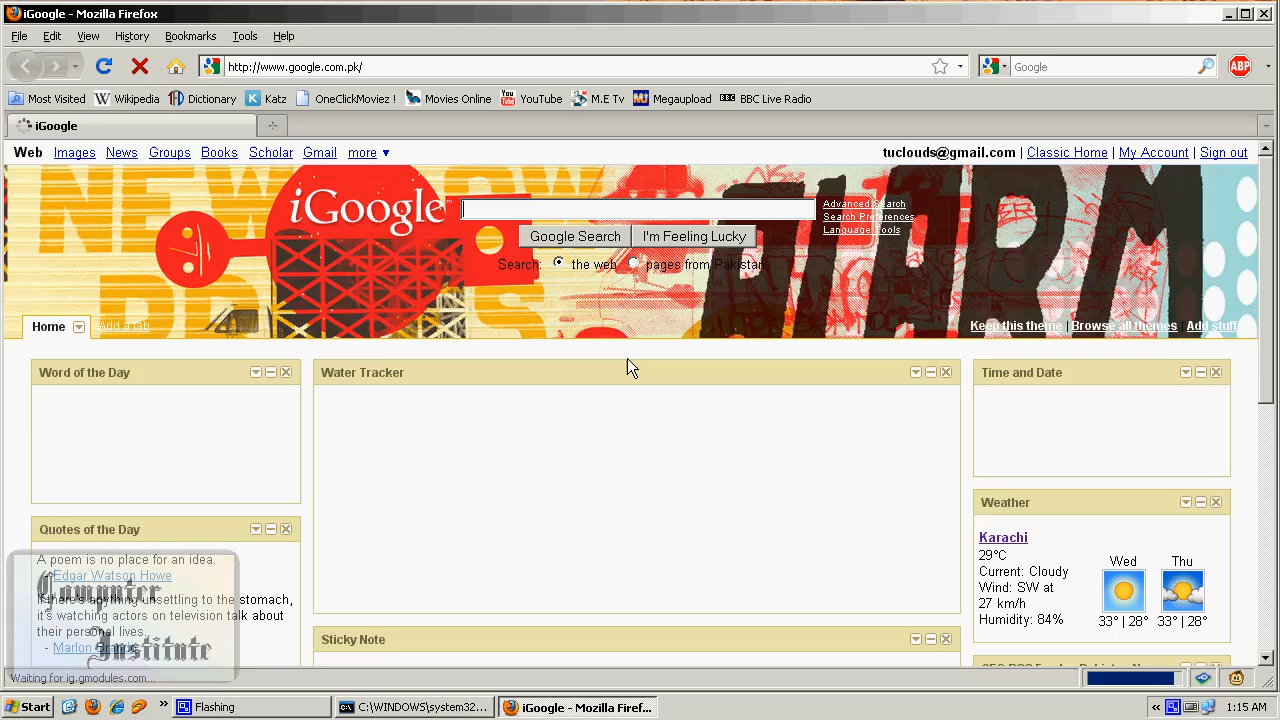 iGoogle - Mozilla Firefox
File Edit View History Bookmarks Tools Help
http://www.google.com.pk/
Google
ABP
Most Visited Wikipedia Dictionary Katz OneClickMoviez ! Movies Online YouTube M.E Tv Megaupload BBC Live Radio
iGoogle
Web Images News Groups Books Scholar Gmail more ▼
tuclouds@gmail.com | Classic Home | My Account | Sign out
iGoogle™
Advanced Search
Search Preferences
Language Tools
Google Search I'm Feeling Lucky
Search: the web pages from Pakistan
Home Add a tab
Keep this theme | Browse all themes | Add stuff
Word of the Day
Water Tracker
Time and Date
Weather
Karachi
29°C
Current: Cloudy
Wind: SW at
27 km/h
Humidity: 84%
Wed Thu
33° | 28° 33° | 28°
Quotes of the Day
A poem is no place for an idea.
- Edgar Watson Howe
If there's anything unsettling to the stomach,
it's watching actors on television talk about
their personal lives.
- Marlon Brando
Computer
Institute
Sticky Note
Waiting for ig.gmodules.com...
Start Flashing C:\WINDOWS\system32... iGoogle - Mozilla Firef...
1:15 AM